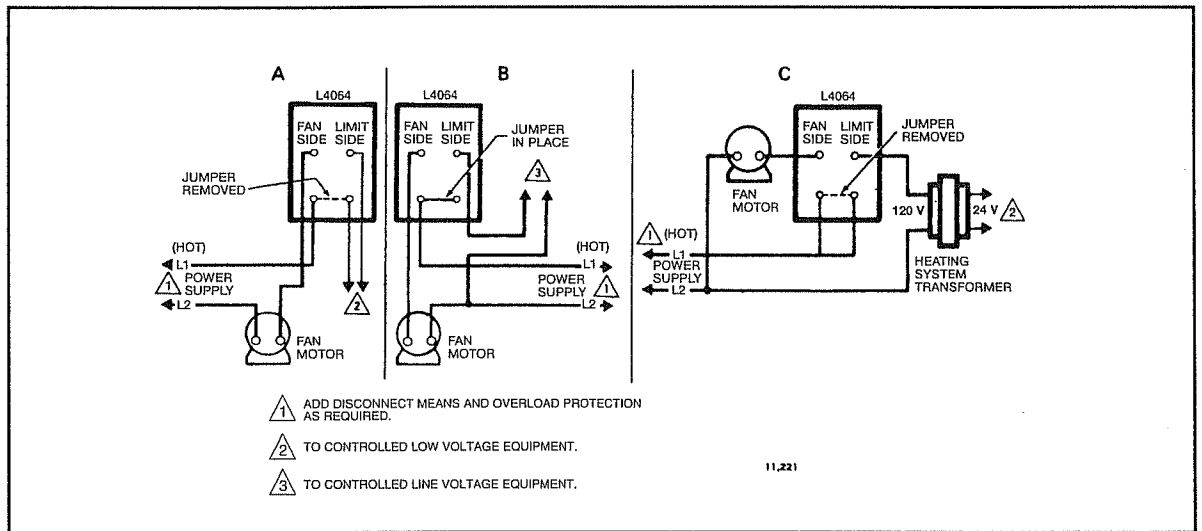 A
L4064
FAN SIDE
LIMIT SIDE
JUMPER REMOVED
(HOT)
L1
1 POWER SUPPLY
L2
2
FAN MOTOR
B
L4064
FAN SIDE
LIMIT SIDE
JUMPER IN PLACE
3
(HOT)
L1
POWER SUPPLY 1
L2
FAN MOTOR
C
L4064
FAN SIDE
LIMIT SIDE
JUMPER REMOVED
FAN MOTOR
120 V
24 V 2
1 (HOT)
L1
POWER SUPPLY
L2
HEATING SYSTEM TRANSFORMER
1 ADD DISCONNECT MEANS AND OVERLOAD PROTECTION
AS REQUIRED.
2 TO CONTROLLED LOW VOLTAGE EQUIPMENT.
3 TO CONTROLLED LINE VOLTAGE EQUIPMENT.
11,221